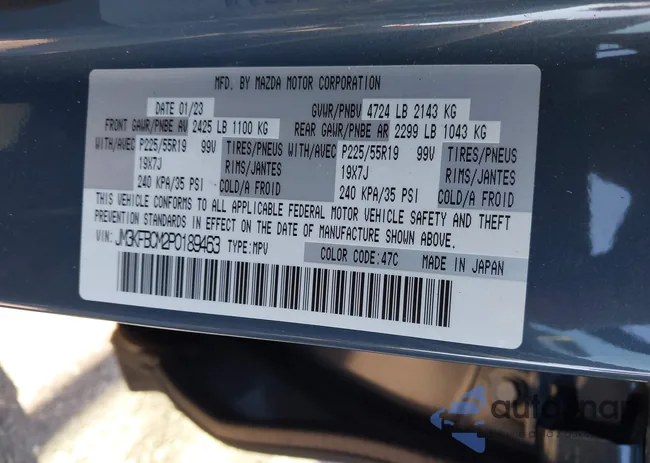 MFD. BY MAZDA MOTOR CORPORATION
DATE 01/23 GVWR/PNBV 4724 LB 2143 KG
FRONT GAWR/PNBE AV 2425 LB 1100 KG REAR GAWR/PNBE AR 2299 LB 1043 KG
WITH/AVEC P225/55R19 99V TIRES/PNEUS WITH/AVEC P225/55R19 99V TIRES/PNEUS
19X7J RIMS/JANTES 19X7J RIMS/JANTES
240 KPA/35 PSI COLD/A FROID 240 KPA/35 PSI COLD/A FROID
THIS VEHICLE CONFORMS TO ALL APPLICABLE FEDERAL MOTOR VEHICLE SAFETY AND THEFT
PREVENTION STANDARDS IN EFFECT ON THE DATE OF MANUFACTURE SHOWN ABOVE.
VIN: JM3KFBCM2P0189463 TYPE: MPV
COLOR CODE: 47C MADE IN JAPAN